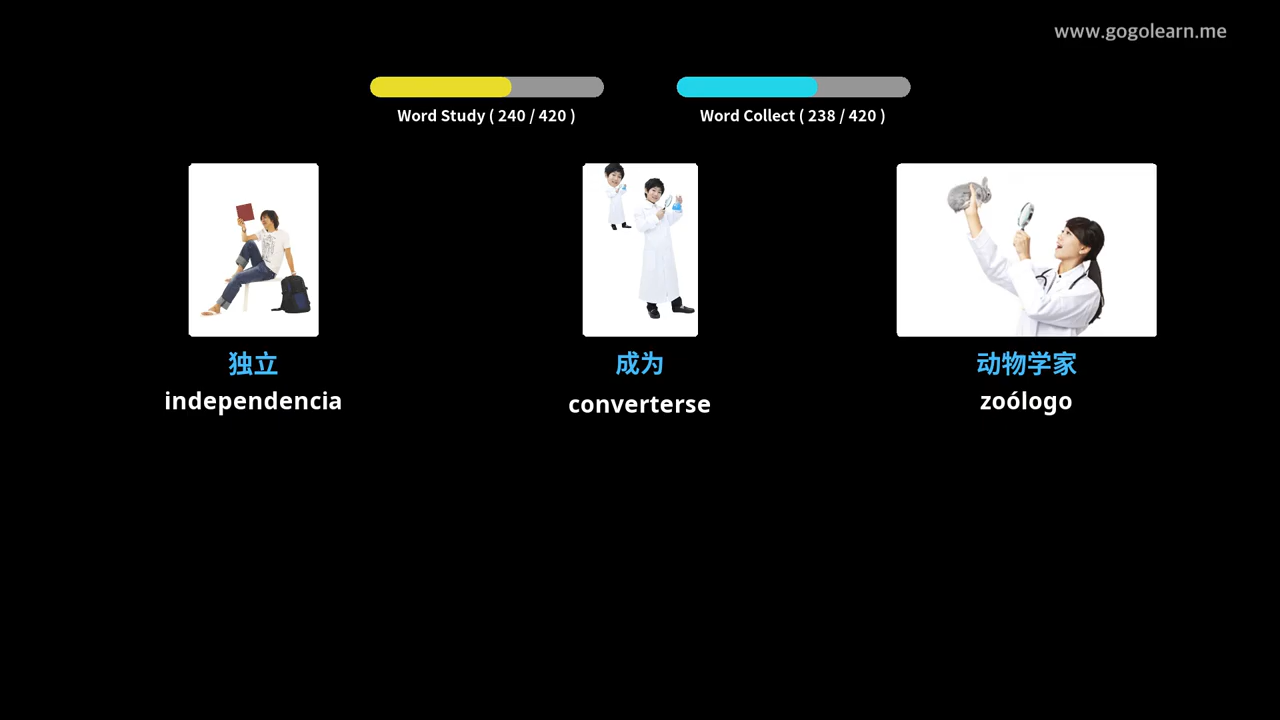 www.gogolearn.me
Word Study ( 240 / 420 )
Word Collect ( 238 / 420 )
独立
independencia
成为
converterse
动物学家
zoólogo